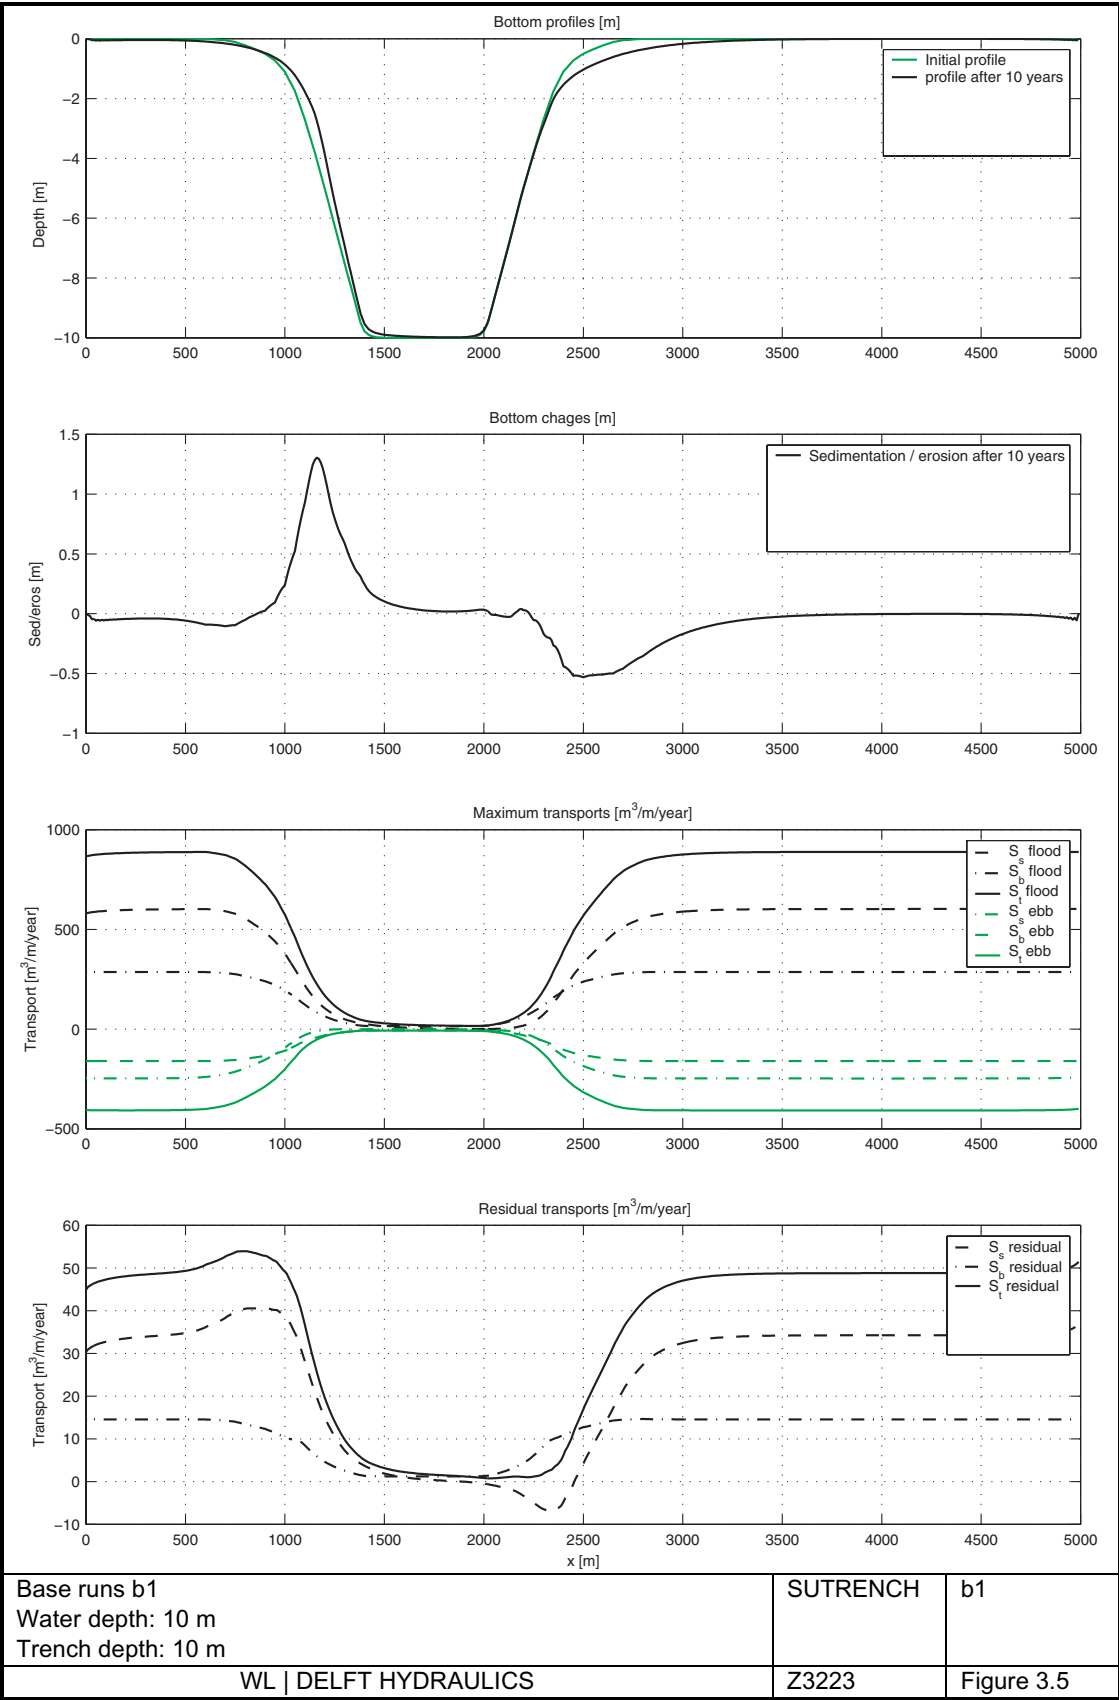 Bottom profiles [m]
0
−2
−4
−6
−8
−10
Depth [m]
Initial profile
profile after 10 years
0 500 1000 1500 2000 2500 3000 3500 4000 4500 5000
Bottom chages [m]
1.5
1
0.5
0
−0.5
−1
Sed/eros [m]
Sedimentation / erosion after 10 years
0 500 1000 1500 2000 2500 3000 3500 4000 4500 5000
Maximum transports [m3/m/year]
1000
500
0
−500
Transport [m3/m/year]
Ss flood
Sb flood
St flood
Ss ebb
Sb ebb
St ebb
0 500 1000 1500 2000 2500 3000 3500 4000 4500 5000
Residual transports [m3/m/year]
60
50
40
30
20
10
0
−10
Transport [m3/m/year]
Ss residual
Sb residual
St residual
0 500 1000 1500 2000 2500 3000 3500 4000 4500 5000
x [m]
Base runs b1
Water depth: 10 m
Trench depth: 10 m
SUTRENCH
b1
WL | DELFT HYDRAULICS
Z3223
Figure 3.5